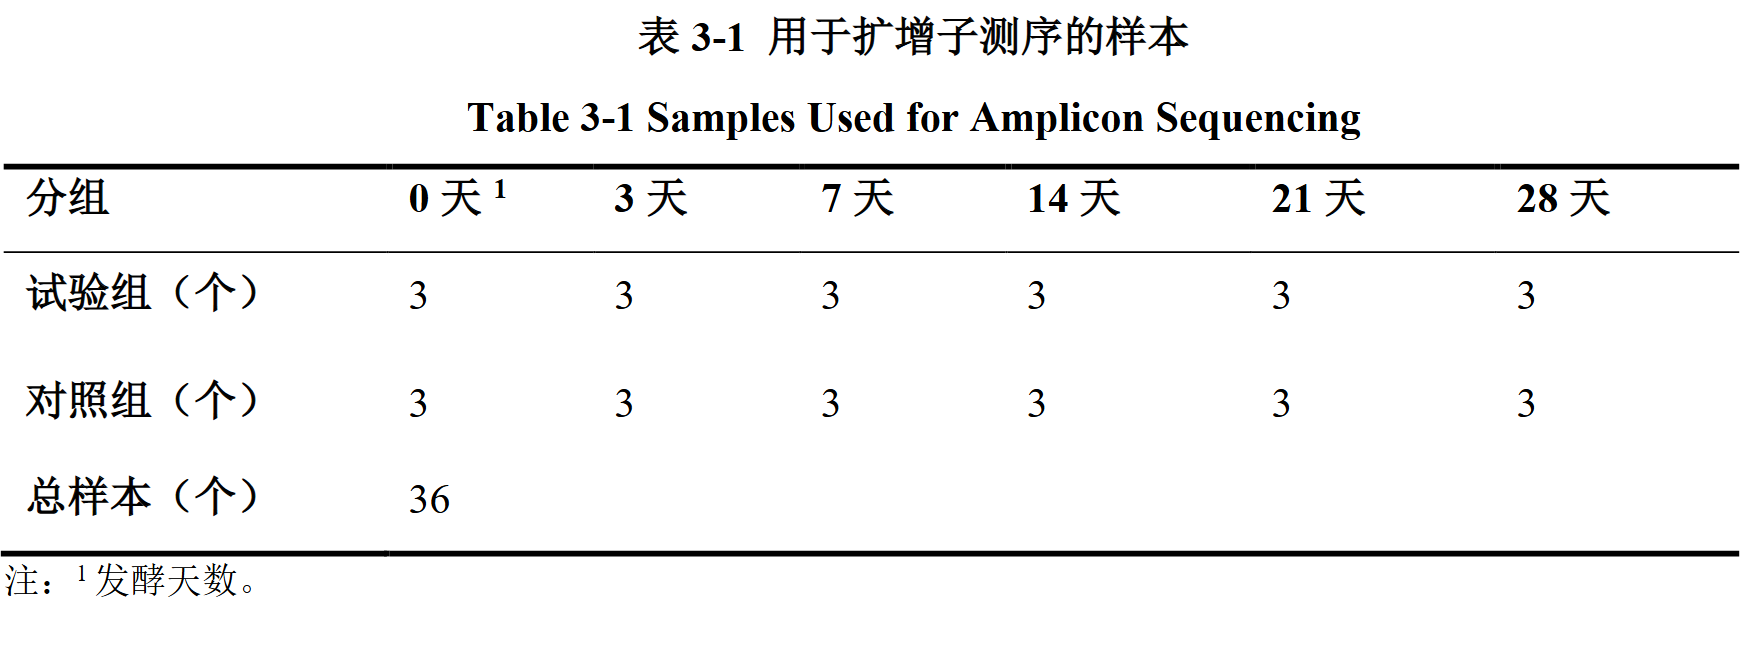 表 3-1 用于扩增子测序的样本
Table 3-1 Samples Used for Amplicon Sequencing
分组 0 天 1 3 天 7 天 14 天 21 天 28 天
试验组（个） 3 3 3 3 3 3
对照组（个） 3 3 3 3 3 3
总样本（个） 36
注：1 发酵天数。